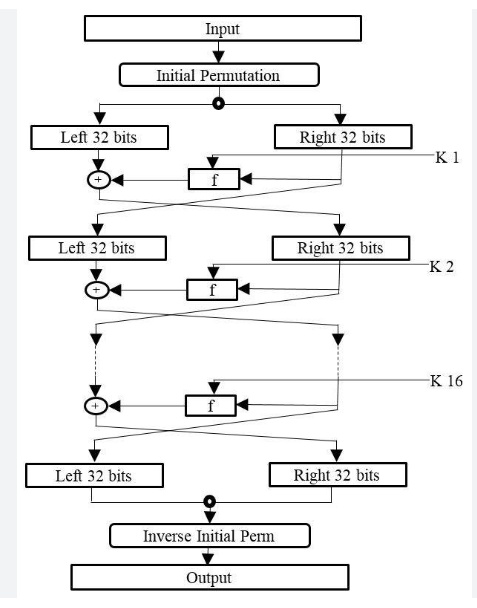 Input
Initial Permutation
Left 32 bits
Right 32 bits
K 1
+
f
Left 32 bits
Right 32 bits
K 2
+
f
K 16
+
f
Left 32 bits
Right 32 bits
Inverse Initial Perm
Output